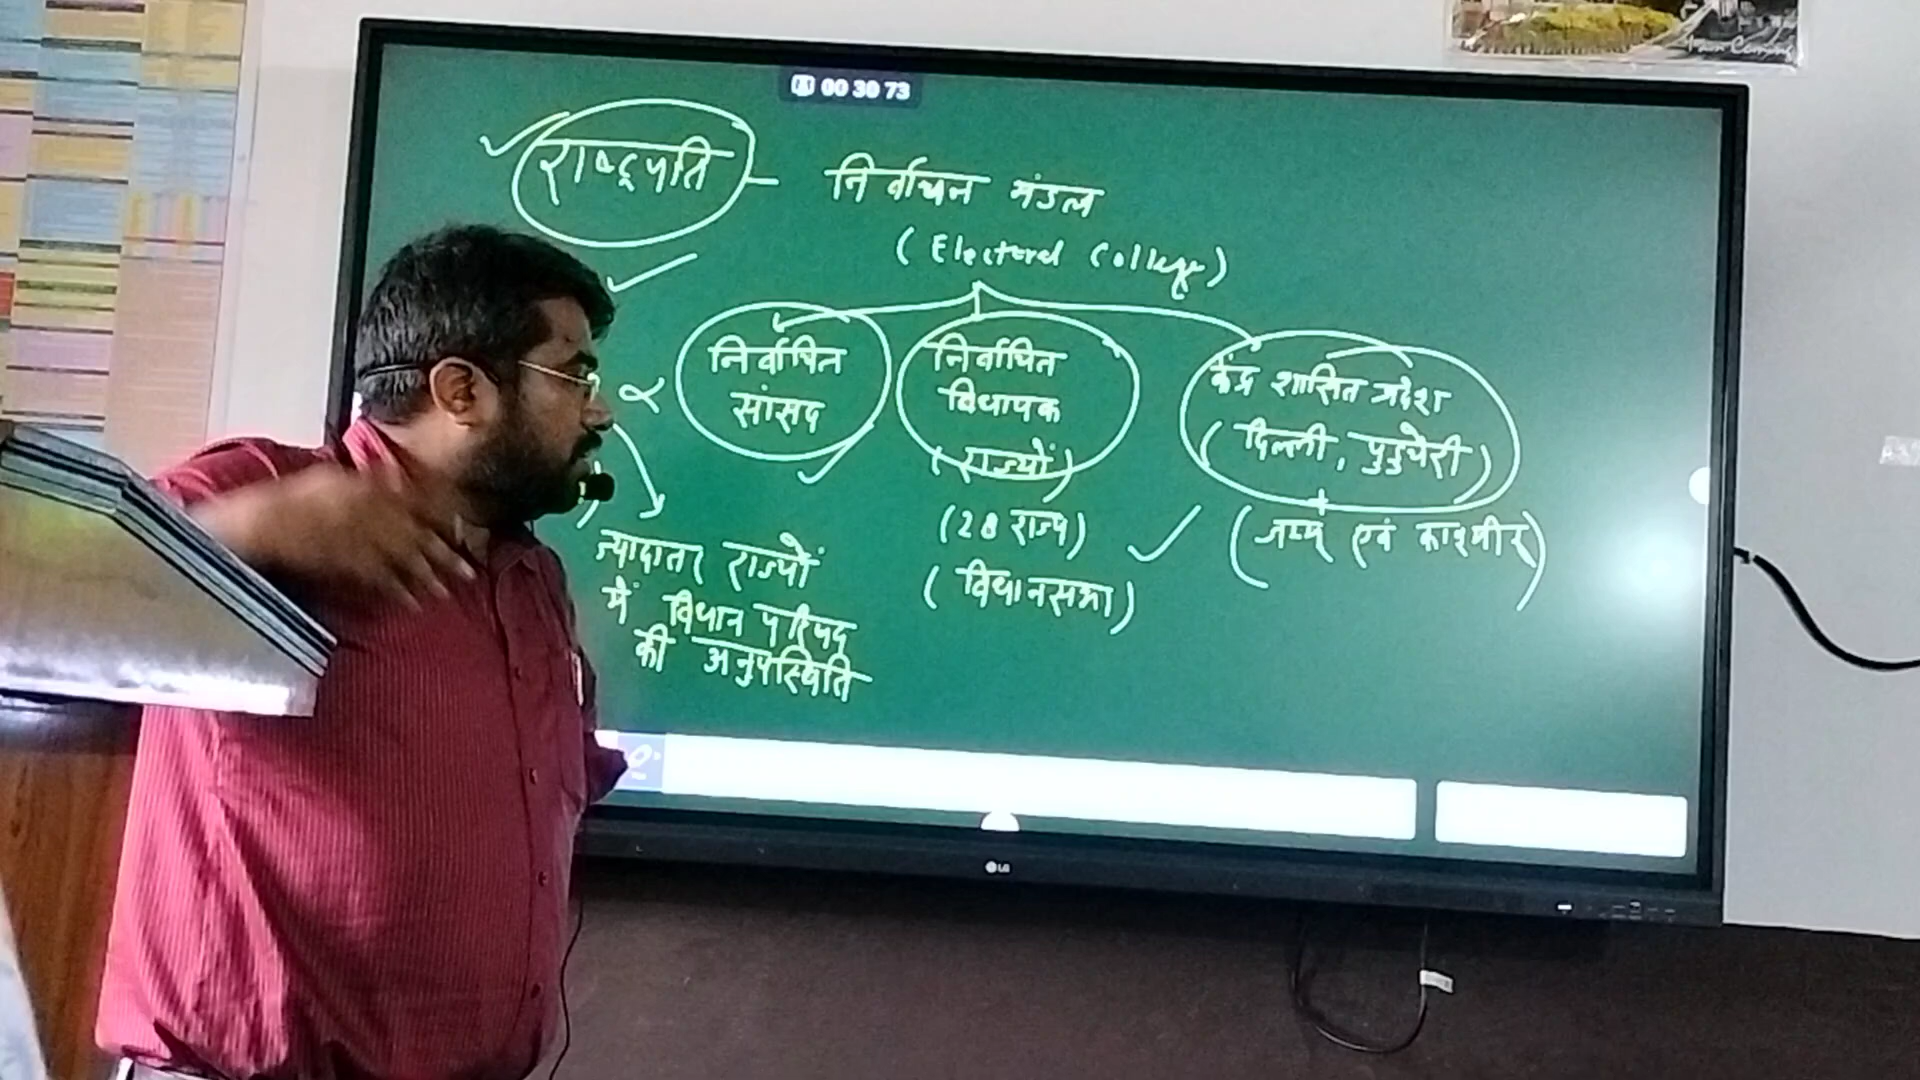 00 30 73
राष्ट्रपति - निर्वाचन मंडल
(Electoral College)
निर्वाचित
सांसद
निर्वाचित
विधायक
(राज्यों)
(28 राज्य)
(विधानसभा)
केंद्र शासित प्रदेश
(दिल्ली, पुडुचेरी)
+
(जम्मू एवं काश्मीर)
ज्यादातर राज्यों
में विधान परिषद
की अनुपस्थिति
LG